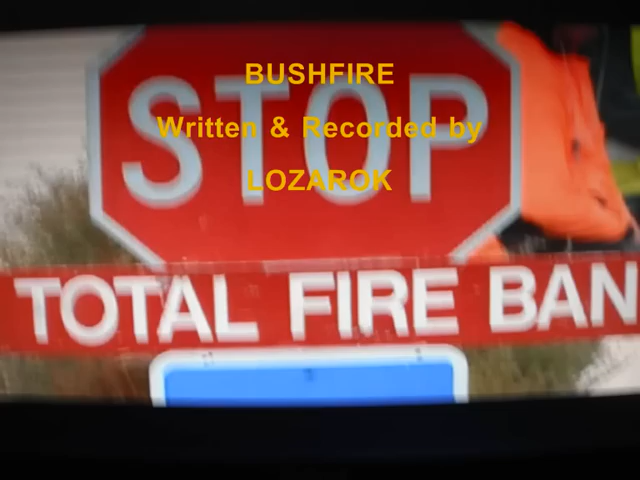 BUSHFIRE
Written & Recorded by
LOZAROK
STOP
TOTAL FIRE BAN